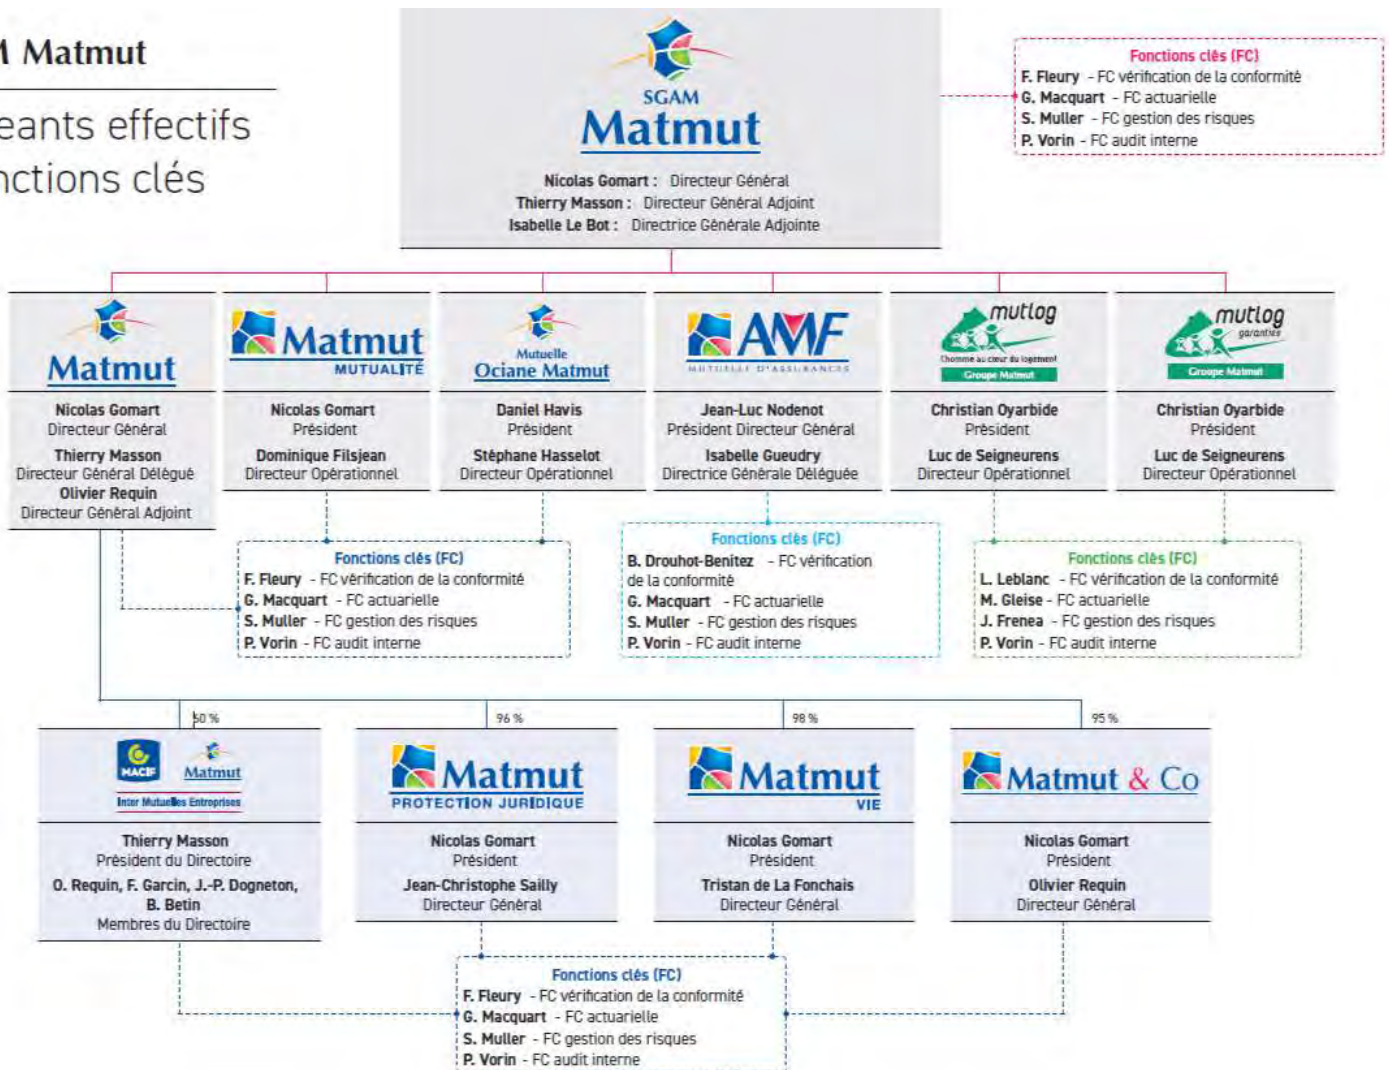 M Matmut
eants effectifs
nctions clés
SGAM
Matmut
Nicolas Gomart : Directeur Général
Thierry Masson : Directeur Général Adjoint
Isabelle Le Bot : Directrice Générale Adjointe
Fonctions clés (FC)
F. Fleury - FC vérification de la conformité
G. Macquart - FC actuarielle
S. Muller - FC gestion des risques
P. Vorin - FC audit interne
Matmut
Nicolas Gomart
Directeur Général
Thierry Masson
Directeur Général Délégué
Olivier Requin
Directeur Général Adjoint
Matmut
MUTUALITÉ
Nicolas Gomart
Président
Dominique Filsjean
Directeur Opérationnel
Mutuelle
Ociane Matmut
Daniel Havis
Président
Stéphane Hasselot
Directeur Opérationnel
AMF
MUTUELLE D'ASSURANCES
Jean-Luc Nodenot
Président Directeur Général
Isabelle Gueudry
Directrice Générale Déléguée
mutlog
l'homme au cœur du logement
Groupe Matmut
Christian Oyarbide
Président
Luc de Seigneurens
Directeur Opérationnel
mutlog
garanties
Groupe Matmut
Christian Oyarbide
Président
Luc de Seigneurens
Directeur Opérationnel
Fonctions clés (FC)
F. Fleury - FC vérification de la conformité
G. Macquart - FC actuarielle
S. Muller - FC gestion des risques
P. Vorin - FC audit interne
Fonctions clés (FC)
B. Drouhot-Benitez - FC vérification
de la conformité
G. Macquart - FC actuarielle
S. Muller - FC gestion des risques
P. Vorin - FC audit interne
Fonctions clés (FC)
L. Leblanc - FC vérification de la conformité
M. Gleise - FC actuarielle
J. Frenea - FC gestion des risques
P. Vorin - FC audit interne
50 %
MACIF Matmut
Inter Mutuelles Entreprises
Thierry Masson
Président du Directoire
O. Requin, F. Garcin, J.-P. Dogneton,
B. Betin
Membres du Directoire
96 %
Matmut
PROTECTION JURIDIQUE
Nicolas Gomart
Président
Jean-Christophe Sailly
Directeur Général
98 %
Matmut
VIE
Nicolas Gomart
Président
Tristan de La Fonchais
Directeur Général
95 %
Matmut & Co
Nicolas Gomart
Président
Olivier Requin
Directeur Général
Fonctions clés (FC)
F. Fleury - FC vérification de la conformité
G. Macquart - FC actuarielle
S. Muller - FC gestion des risques
P. Vorin - FC audit interne